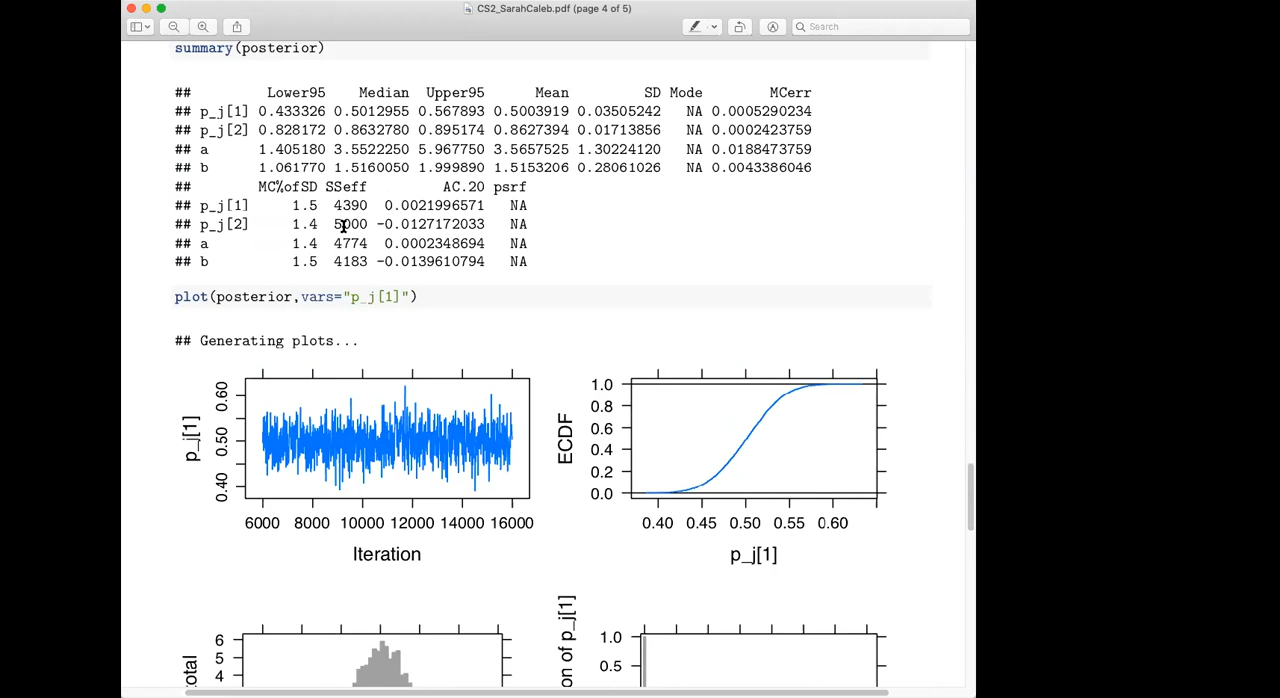 CS2_SarahCaleb.pdf (page 4 of 5)
Search
summary(posterior)
## Lower95 Median Upper95 Mean SD Mode MCerr
## p_j[1] 0.433326 0.5012955 0.567893 0.5003919 0.03505242 NA 0.0005290234
## p_j[2] 0.828172 0.8632780 0.895174 0.8627394 0.01713856 NA 0.0002423759
## a 1.405180 3.5522250 5.967750 3.5657525 1.30224120 NA 0.0188473759
## b 1.061770 1.5160050 1.999890 1.5153206 0.28061026 NA 0.0043386046
## MC%ofSD SSeff AC.20 psrf
## p_j[1] 1.5 4390 0.0021996571 NA
## p_j[2] 1.4 5000 -0.0127172033 NA
## a 1.4 4774 0.0002348694 NA
## b 1.5 4183 -0.0139610794 NA
plot(posterior,vars="p_j[1]")
## Generating plots...
p_j[1]
0.60
0.50
0.40
6000 8000 10000 12000 14000 16000
Iteration
ECDF
1.0
0.8
0.6
0.4
0.2
0.0
0.40 0.45 0.50 0.55 0.60
p_j[1]
otal
6
5
4
on of p_j[1]
1.0
0.5